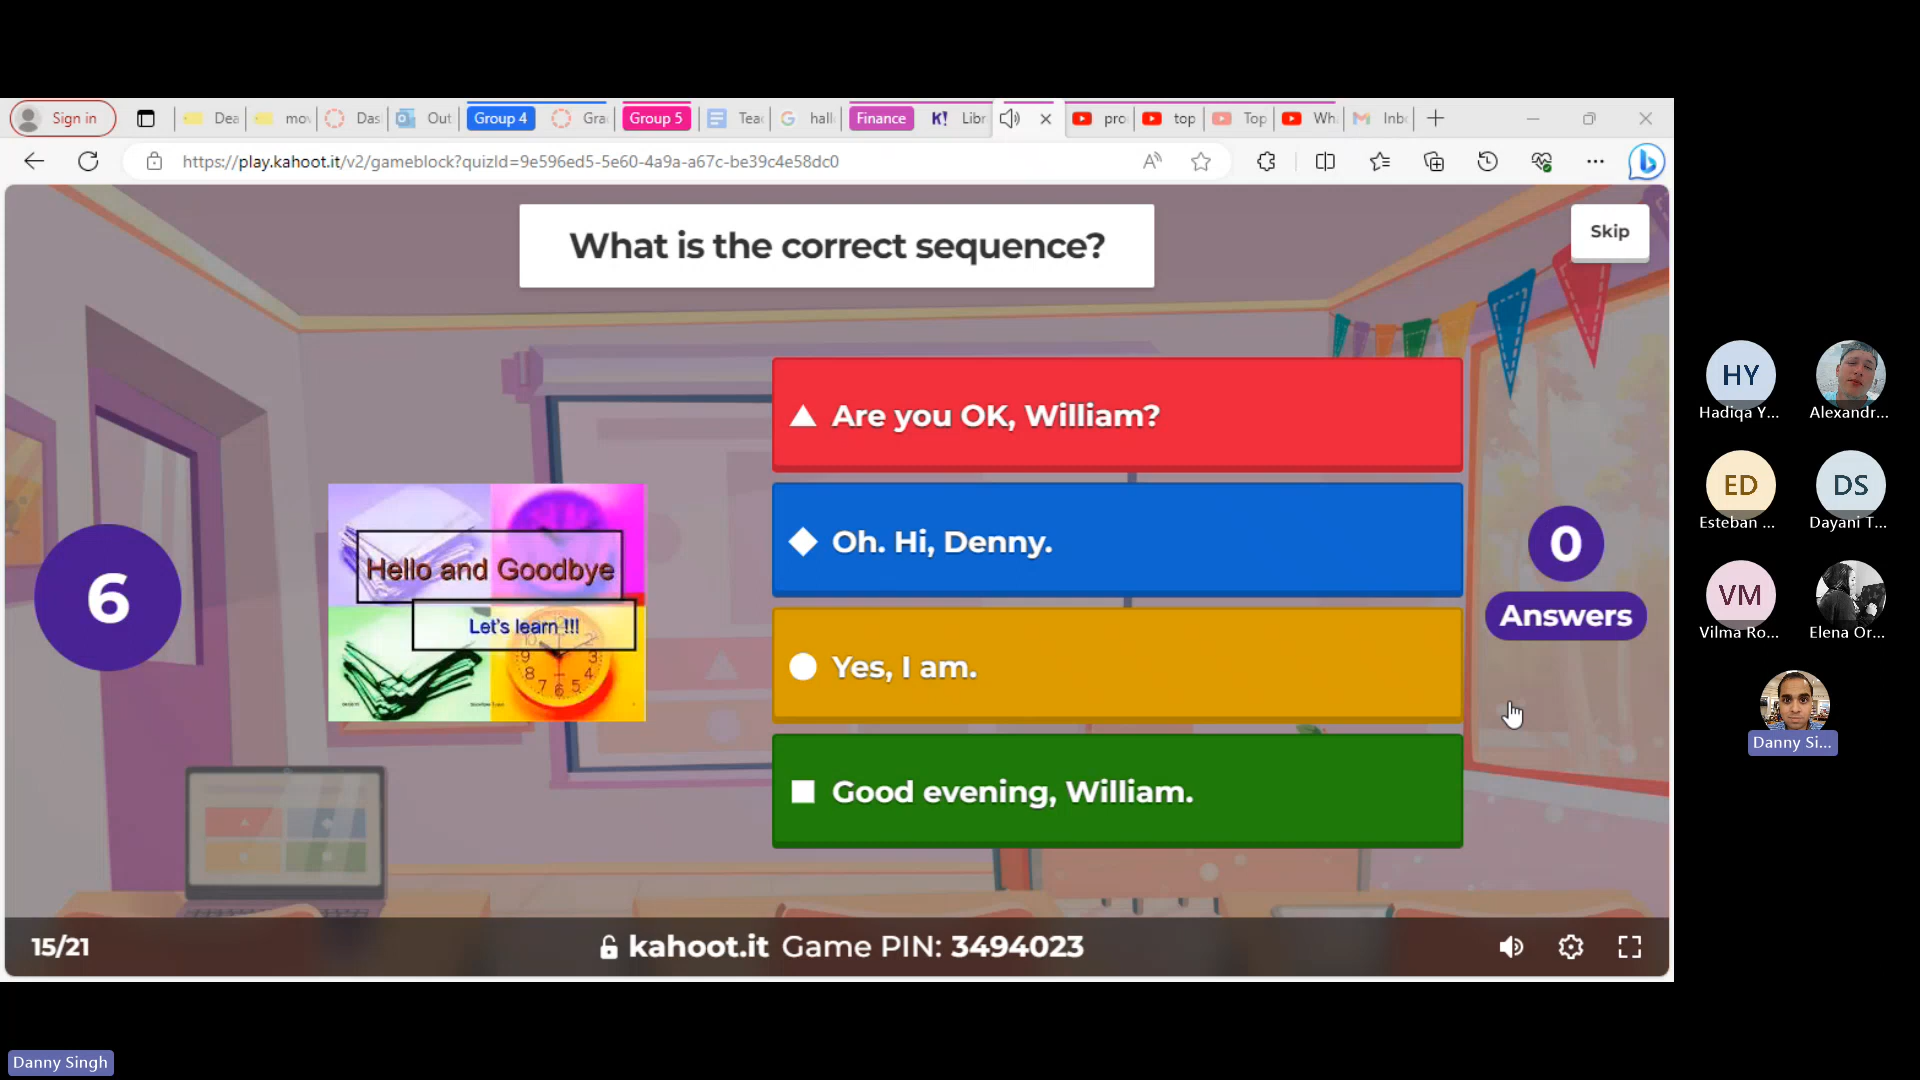 Sign in
Dea
mov
Das
Out
Group 4
Gra
Group 5
Tea
hall
Finance
K!
Libr
pro
top
Top
Wh
Inb
https://play.kahoot.it/v2/gameblock?quizId=9e596ed5-5e60-4a9a-a67c-be39c4e58dc0
What is the correct sequence?
Skip
Are you OK, William?
Oh. Hi, Denny.
Yes, I am.
Good evening, William.
Hello and Goodbye
Let's learn !!!
6
0
Answers
15/21
kahoot.it Game PIN: 3494023
HY
Hadiqa Y...
Alexandr...
ED
Esteban ...
DS
Dayani T...
VM
Vilma Ro...
Elena Or...
Danny Si...
Danny Singh